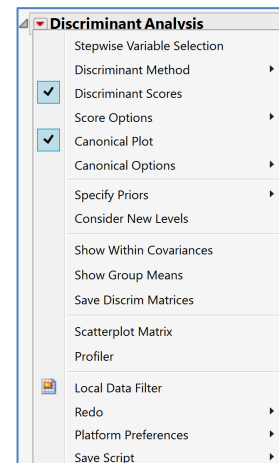 Discriminant Analysis
Stepwise Variable Selection
Discriminant Method
Discriminant Scores
Score Options
Canonical Plot
Canonical Options
Specify Priors
Consider New Levels
Show Within Covariances
Show Group Means
Save Discrim Matrices
Scatterplot Matrix
Profiler
Local Data Filter
Redo
Platform Preferences
Save Script